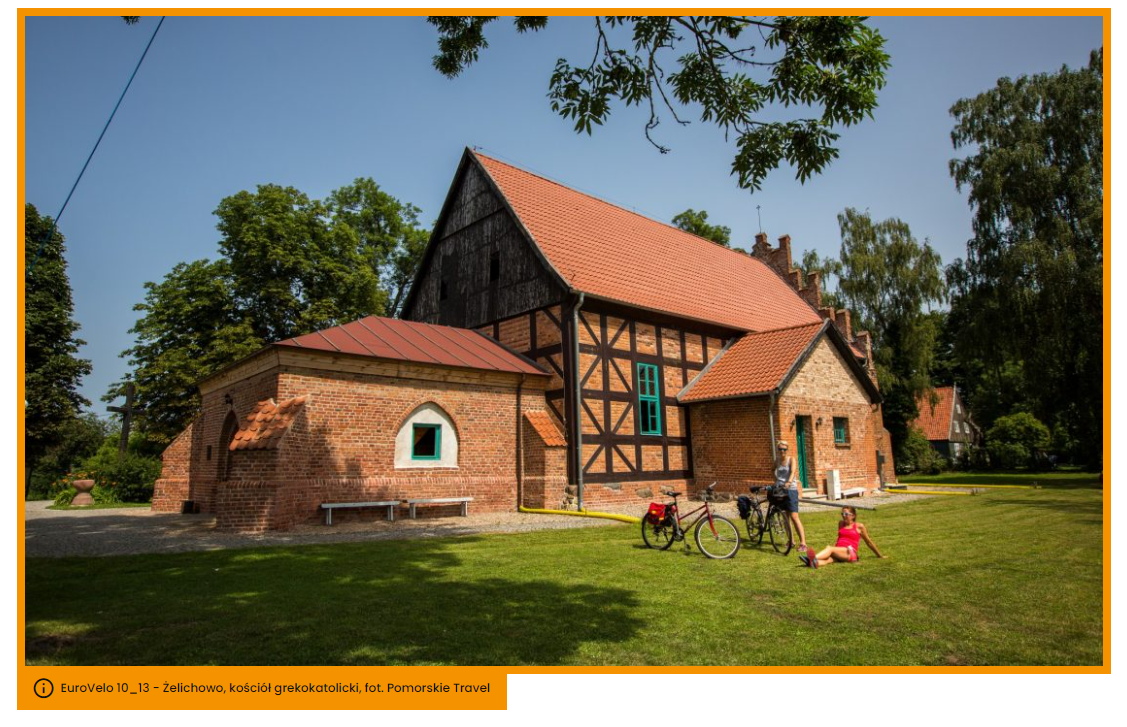 EuroVelo 10_13 - Żelichowo, kościół grekokatolicki, fot. Pomorskie Travel